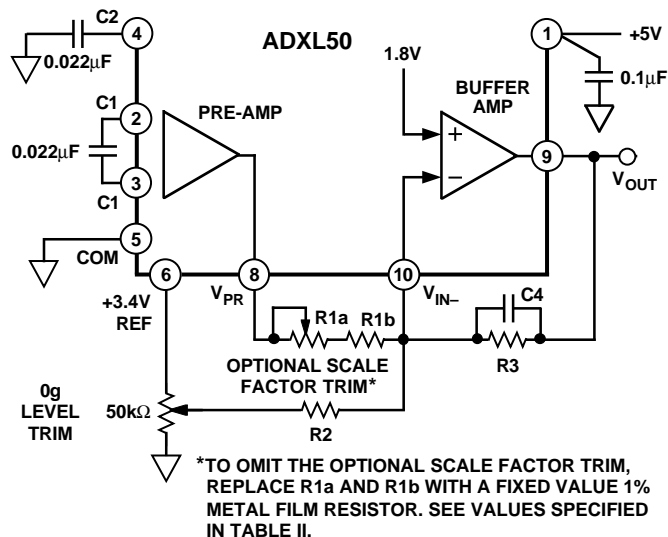 C2
4
0.022µF
ADXL50
1
+5V
1.8V
0.1µF
BUFFER
AMP
C1
2
PRE-AMP
+
9
0.022µF
−
VOUT
3
C1
5
COM
6
8
10
+3.4V
REF
VPR
VIN–
C4
R1a
R1b
R3
OPTIONAL SCALE
FACTOR TRIM*
0g
LEVEL
TRIM
50kΩ
R2
*TO OMIT THE OPTIONAL SCALE FACTOR TRIM,
REPLACE R1a AND R1b WITH A FIXED VALUE 1%
METAL FILM RESISTOR. SEE VALUES SPECIFIED
IN TABLE II.